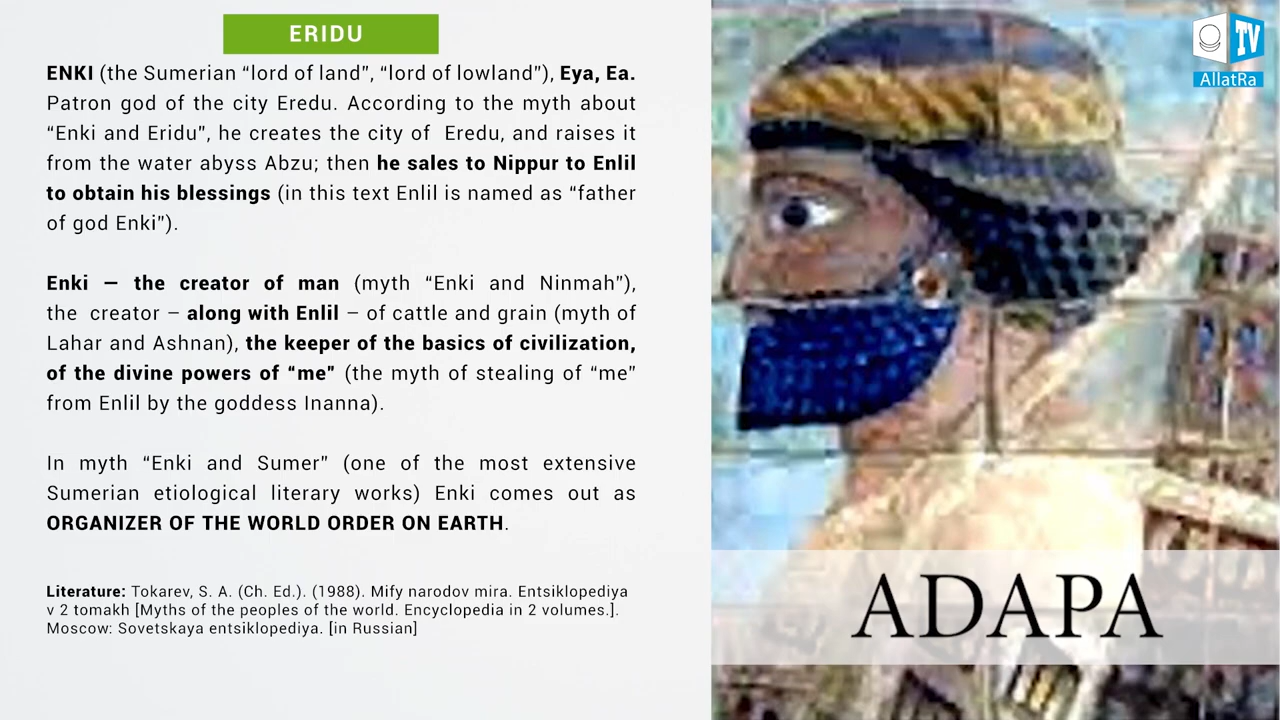 ERIDU
ENKI (the Sumerian “lord of land”, “lord of lowland”), Eya, Ea.
Patron god of the city Eredu. According to the myth about
“Enki and Eridu”, he creates the city of Eredu, and raises it
from the water abyss Abzu; then he sales to Nippur to Enlil
to obtain his blessings (in this text Enlil is named as “father
of god Enki”).
Enki — the creator of man (myth “Enki and Ninmah”),
the creator – along with Enlil – of cattle and grain (myth of
Lahar and Ashnan), the keeper of the basics of civilization,
of the divine powers of “me” (the myth of stealing of “me”
from Enlil by the goddess Inanna).
In myth “Enki and Sumer” (one of the most extensive
Sumerian etiological literary works) Enki comes out as
ORGANIZER OF THE WORLD ORDER ON EARTH.
Literature: Tokarev, S. A. (Ch. Ed.). (1988). Mify narodov mira. Entsiklopediya
v 2 tomakh [Myths of the peoples of the world. Encyclopedia in 2 volumes.].
Moscow: Sovetskaya entsiklopediya. [in Russian]
TV
AllatRa
ADAPA